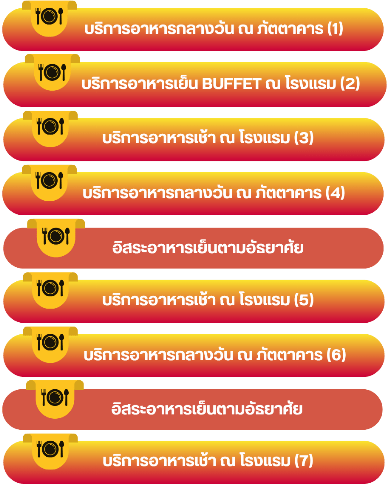 บริการอาหารกลางวัน ณ ภัตตาคาร (1)
บริการอาหารเย็น BUFFET ณ โรงแรม (2)
บริการอาหารเช้า ณ โรงแรม (3)
บริการอาหารกลางวัน ณ ภัตตาคาร (4)
อิสระอาหารเย็นตามอัธยาศัย
บริการอาหารเช้า ณ โรงแรม (5)
บริการอาหารกลางวัน ณ ภัตตาคาร (6)
อิสระอาหารเย็นตามอัธยาศัย
บริการอาหารเช้า ณ โรงแรม (7)